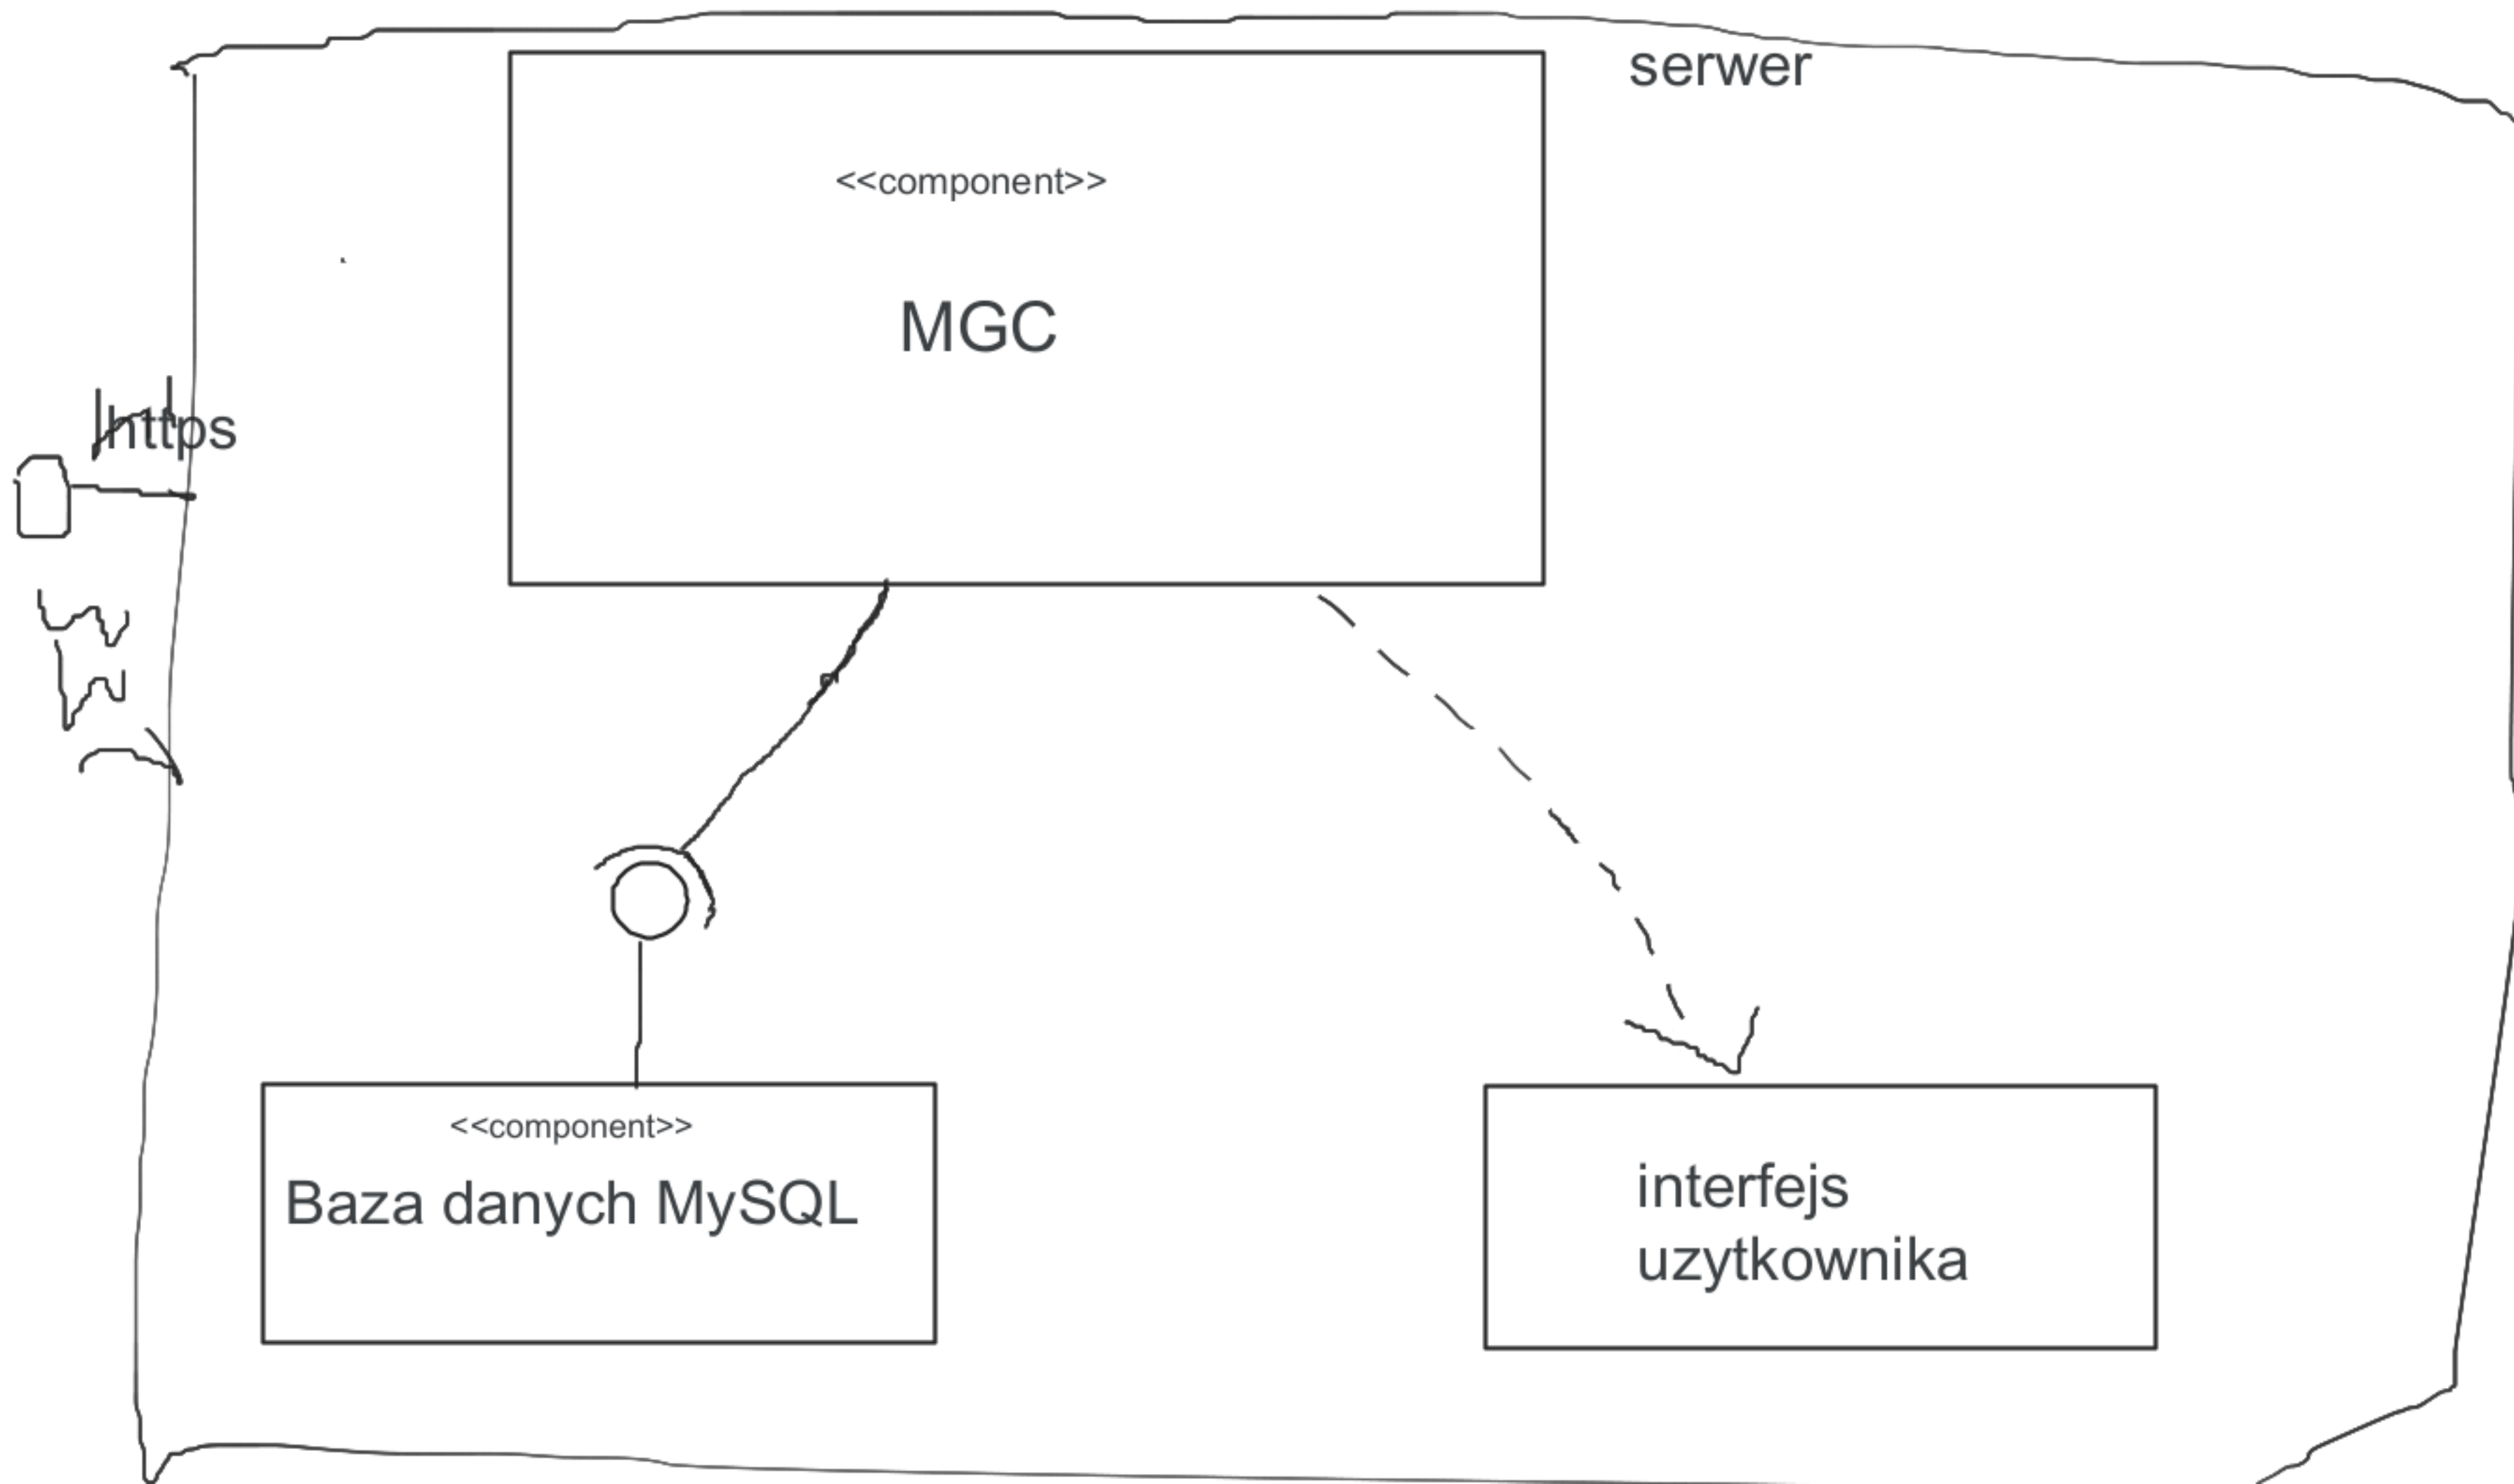 serwer
<<component>>
MGC
https
<<component>>
Baza danych MySQL
interfejs
uzytkownika